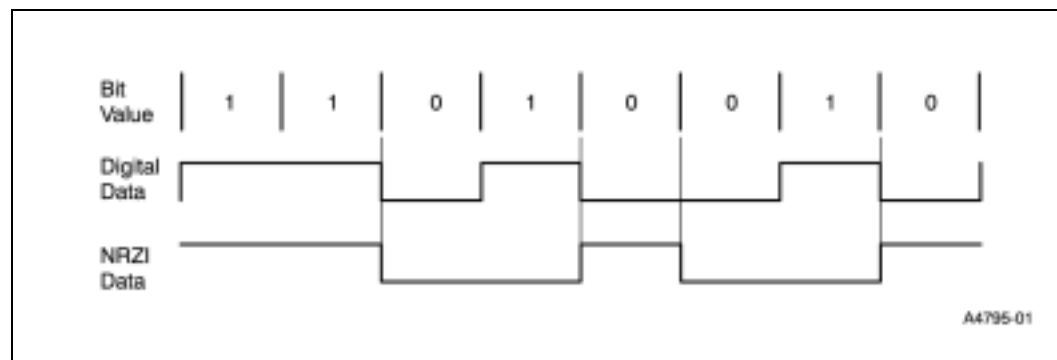 Bit
Value 1 1 0 1 0 0 1 0
Digital
Data
NRZI
Data
A4795-01